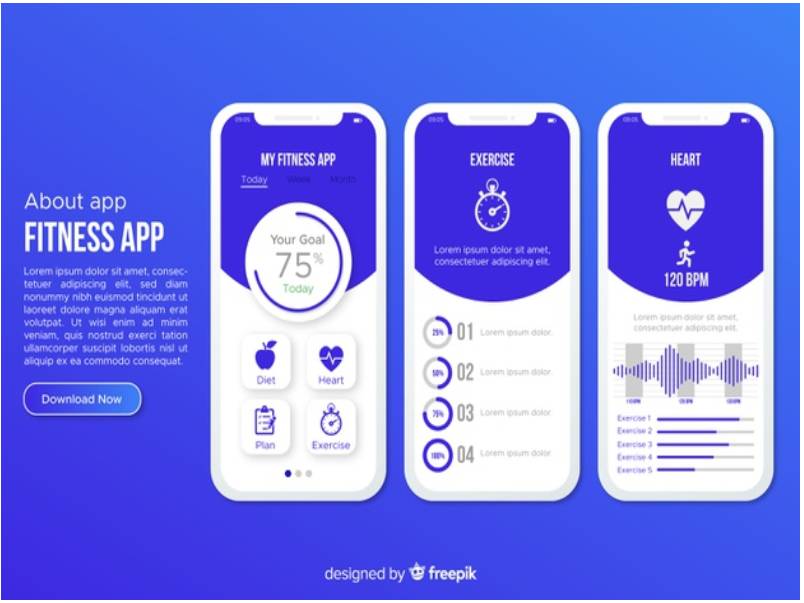 About app
FITNESS APP
Lorem ipsum dolor sit amet, consec-
tetuer adipiscing elit, sed diam
nonummy nibh euismod tincidunt ut
laoreet dolore magna aliquam erat
volutpat. Ut wisi enim ad minim
veniam, quis nostrud exerci tation
ullamcorper suscipit lobortis nisl ut
aliquip ex ea commodo consequat.
Download Now
09:05
MY FITNESS APP
Today Week Month
Your Goal
75%
Today
Diet Heart
Plan Exercise
09:05
EXERCISE
Lorem ipsum dolor sit amet,
consectetuer adipiscing elit.
25% 01 Lorem ipsum dolor.
50% 02 Lorem ipsum dolor.
75% 03 Lorem ipsum dolor.
100% 04 Lorem ipsum dolor.
09:05
HEART
120 BPM
Lorem ipsum dolor sit amet,
consectetuer adipiscing elit.
Exercise 1
Exercise 2
Exercise 3
Exercise 4
Exercise 5
designed by freepik